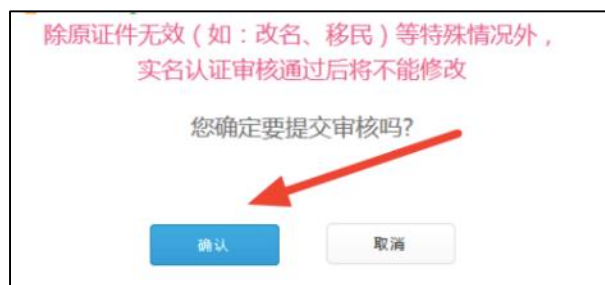 除原证件无效（如：改名、移民）等特殊情况外，
实名认证审核通过后将不能修改
您确定要提交审核吗?
确认
取消